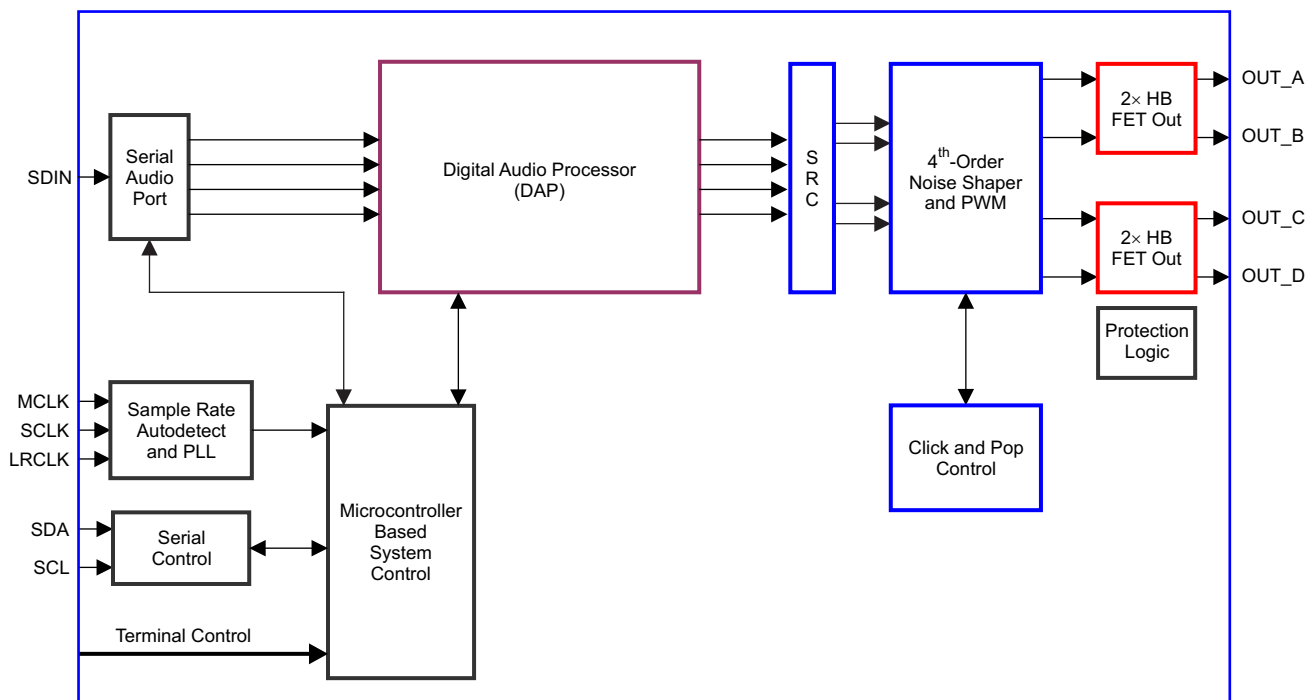 SDIN
Serial
Audio
Port
Digital Audio Processor
(DAP)
S
R
C
4th-Order
Noise Shaper
and PWM
2× HB
FET Out
OUT_A
OUT_B
2× HB
FET Out
OUT_C
OUT_D
Protection
Logic
MCLK
SCLK
LRCLK
Sample Rate
Autodetect
and PLL
SDA
SCL
Serial
Control
Terminal Control
Microcontroller
Based
System
Control
Click and Pop
Control